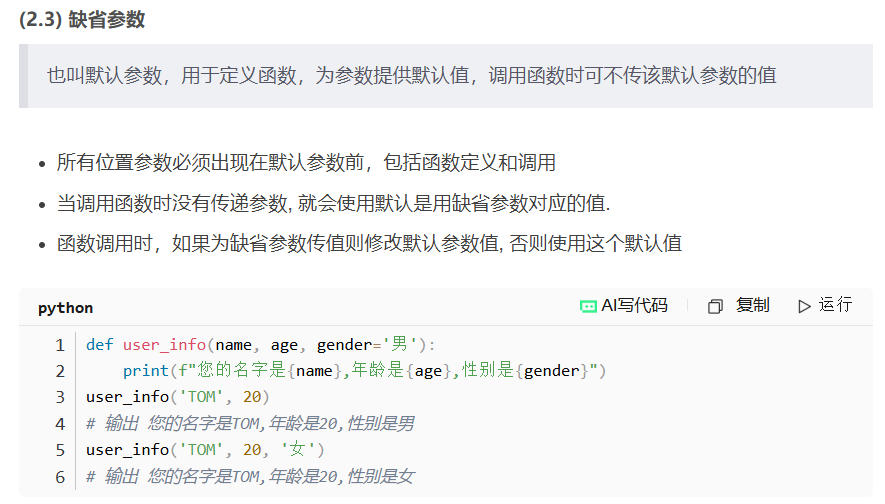 (2.3) 缺省参数
也叫默认参数，用于定义函数，为参数提供默认值，调用函数时可不传该默认参数的值
所有位置参数必须出现在默认参数前，包括函数定义和调用
当调用函数时没有传递参数, 就会使用默认是用缺省参数对应的值.
函数调用时，如果为缺省参数传值则修改默认参数值, 否则使用这个默认值
python AI写代码 复制 运行
1 def user_info(name, age, gender='男'):
2     print(f"您的名字是{name},年龄是{age},性别是{gender}")
3 user_info('TOM', 20)
4 # 输出 您的名字是TOM,年龄是20,性别是男
5 user_info('TOM', 20, '女')
6 # 输出 您的名字是TOM,年龄是20,性别是女